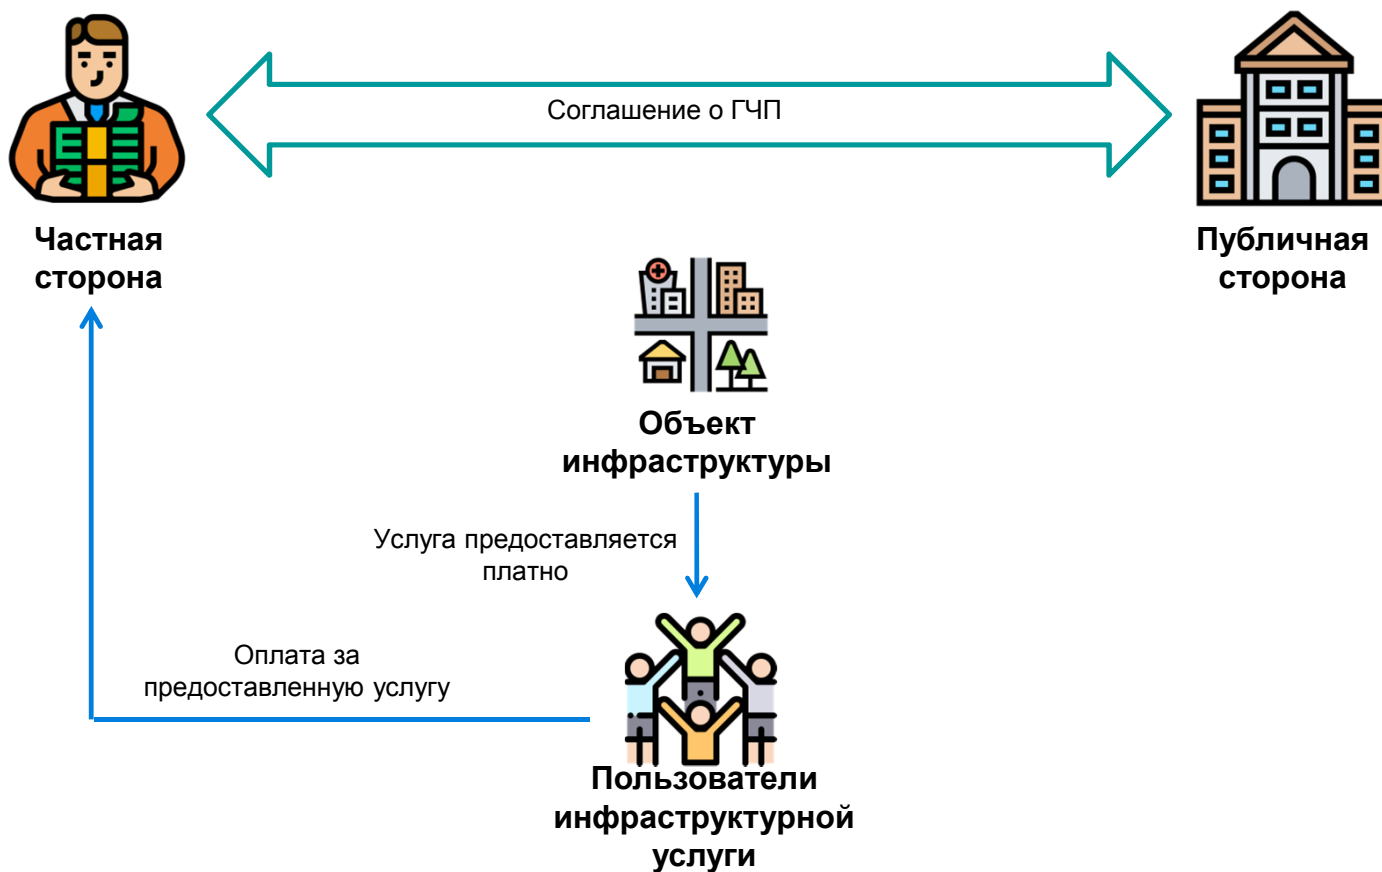 Соглашение о ГЧП
Частная
сторона
Публичная
сторона
Объект
инфраструктуры
Услуга предоставляется
платно
Оплата за
предоставленную услугу
Пользователи
инфраструктурной
услуги